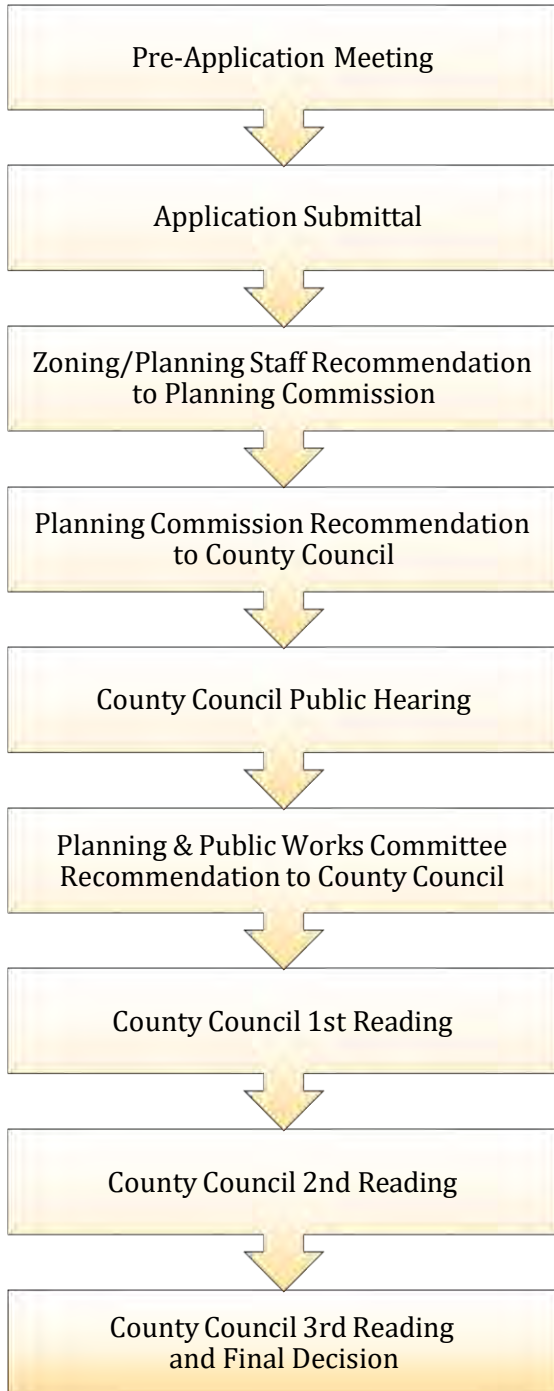 Pre-Application Meeting
Application Submittal
Zoning/Planning Staff Recommendation
to Planning Commission
Planning Commission Recommendation
to County Council
County Council Public Hearing
Planning & Public Works Committee
Recommendation to County Council
County Council 1st Reading
County Council 2nd Reading
County Council 3rd Reading
and Final Decision